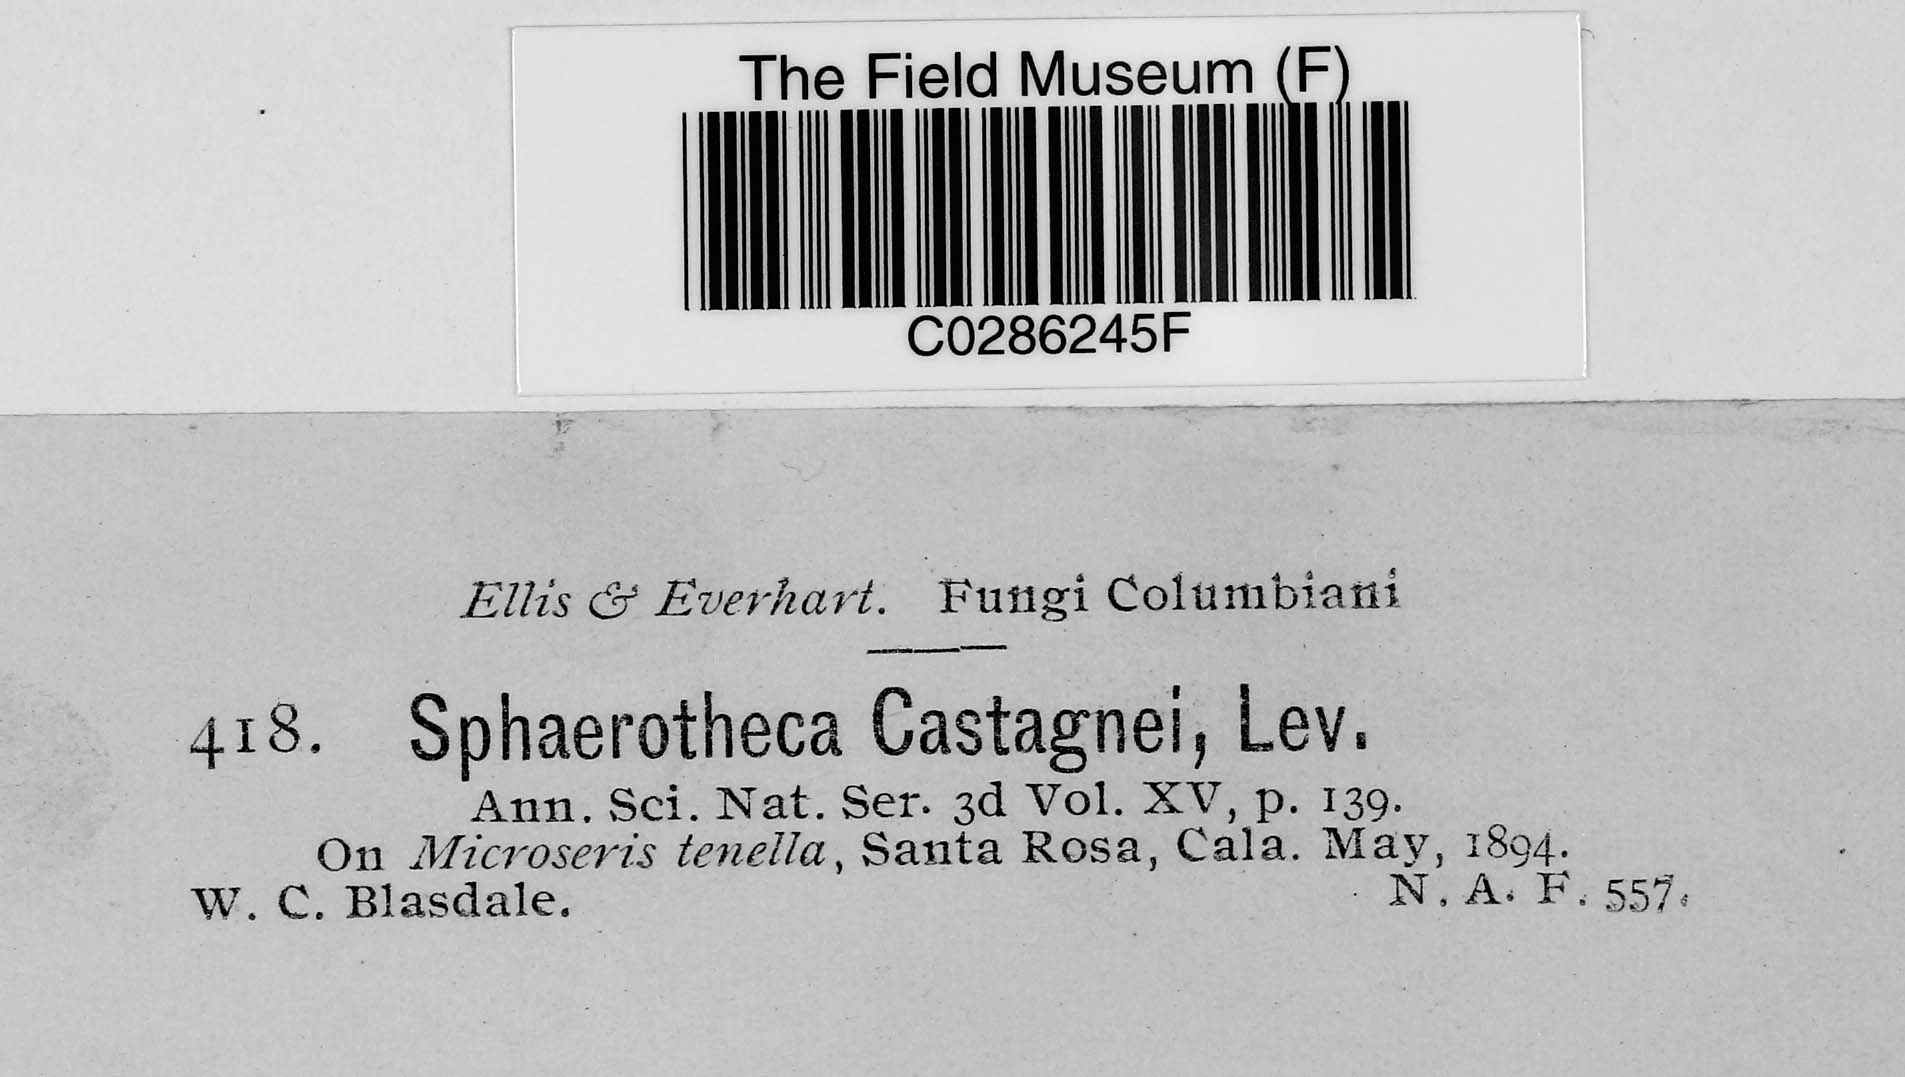 The Field Museum (F)
C0286245F
Ellis & Everhart. Fungi Columbiani
418. Sphaerotheca Castagnei, Lev.
Ann. Sci. Nat. Ser. 3d Vol. XV, p. 139.
On Microseris tenella, Santa Rosa, Cala. May, 1894.
W. C. Blasdale. N. A. F. 557.